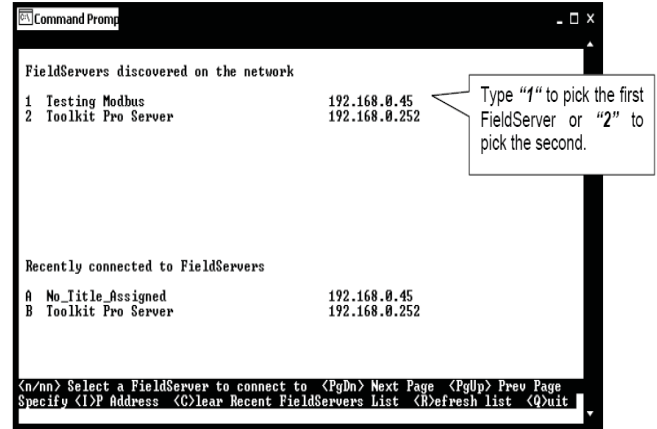 Command Promp
FieldServers discovered on the network
1 Testing Modbus 192.168.0.45
2 Toolkit Pro Server 192.168.0.252
Type "1" to pick the first
FieldServer or "2" to
pick the second.
Recently connected to FieldServers
A No_Title_Assigned 192.168.0.45
B Toolkit Pro Server 192.168.0.252
<n/nn> Select a FieldServer to connect to <PgDn> Next Page <PgUp> Prev Page
Specify <I>P Address <C>lear Recent FieldServers List <R>efresh list <Q>uit